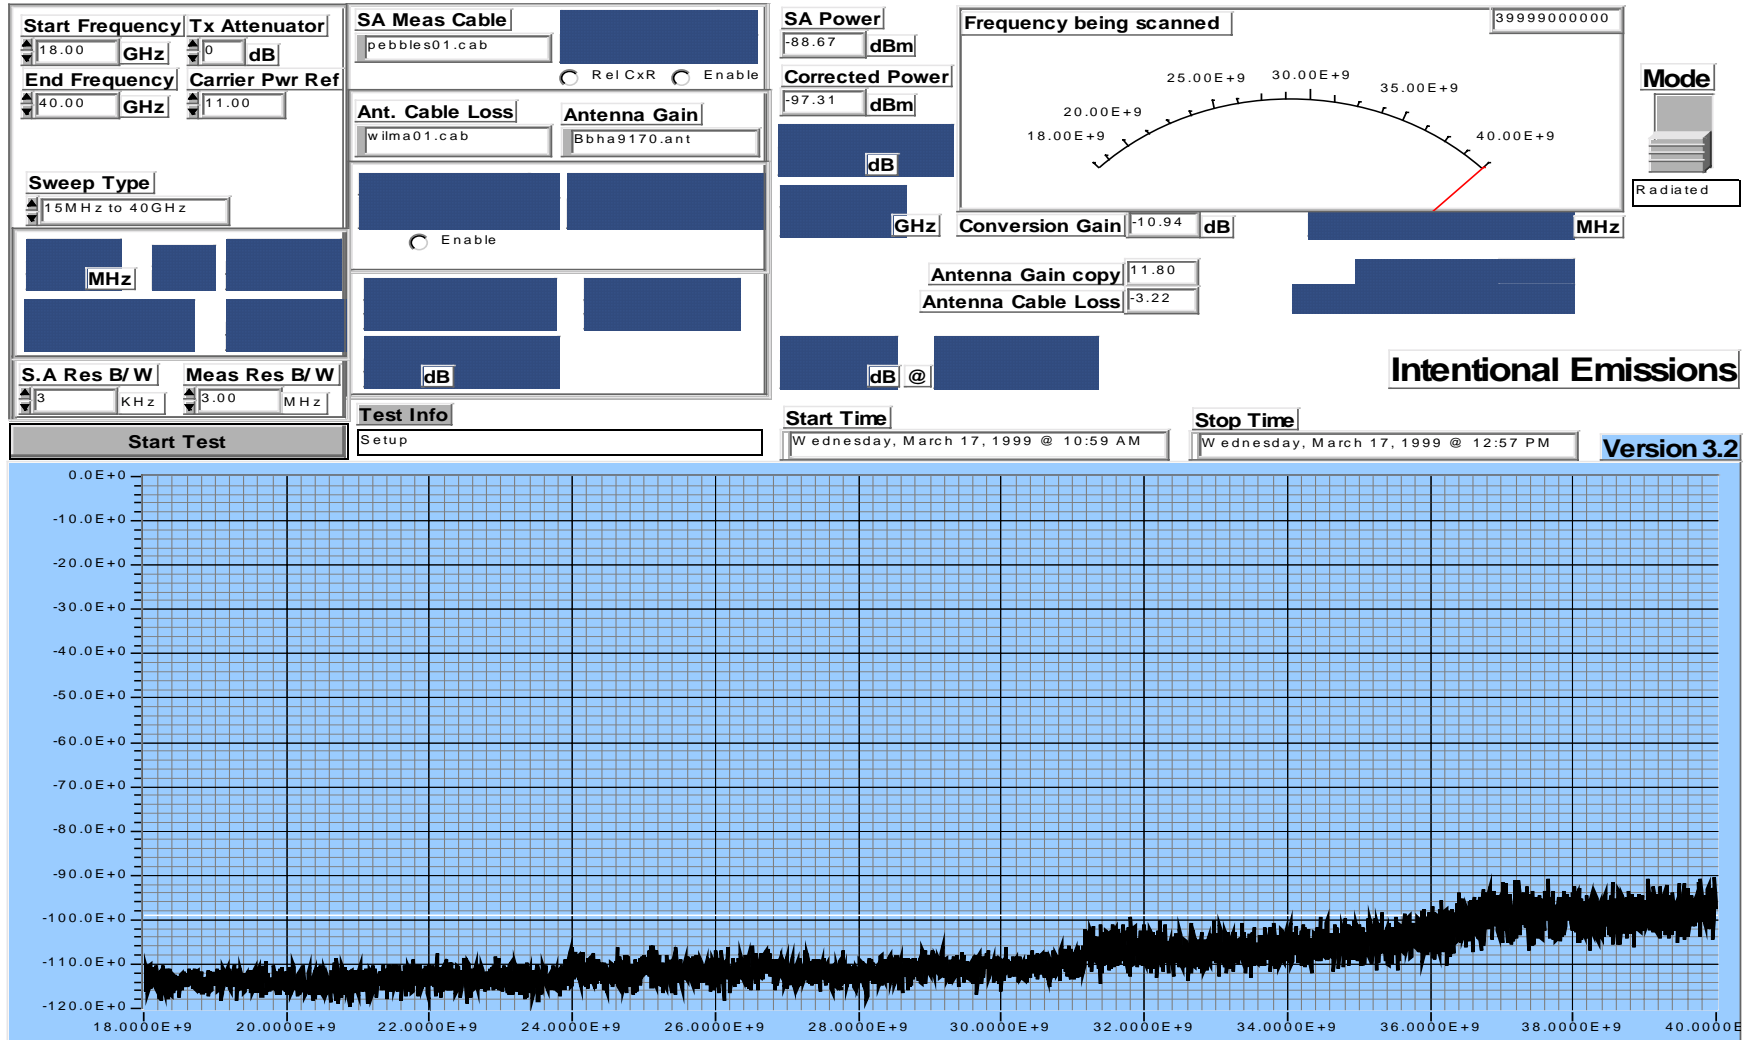 Start Frequency
18.00 GHz
End Frequency
40.00 GHz
Tx Attenuator
0 dB
Carrier Pwr Ref
11.00
Sweep Type
15MHz to 40GHz
MHz
S.A Res B/W
3 KHz
Meas Res B/W
3.00 MHz
Start Test
SA Meas Cable
pebbles01.cab
Rel CxR
Enable
Ant. Cable Loss
wilma01.cab
Antenna Gain
Bbha9170.ant
Enable
dB
Test Info
Setup
SA Power
-88.67 dBm
Corrected Power
-97.31 dBm
dB
GHz
Frequency being scanned
39999000000
18.00E+9
20.00E+9
25.00E+9
30.00E+9
35.00E+9
40.00E+9
Mode
Radiated
Conversion Gain -10.94 dB
MHz
Antenna Gain copy 11.80
Antenna Cable Loss -3.22
dB @
Intentional Emissions
Start Time
Wednesday, March 17, 1999 @ 10:59 AM
Stop Time
Wednesday, March 17, 1999 @ 12:57 PM
Version 3.2
0.0E+0
-10.0E+0
-20.0E+0
-30.0E+0
-40.0E+0
-50.0E+0
-60.0E+0
-70.0E+0
-80.0E+0
-90.0E+0
-100.0E+0
-110.0E+0
-120.0E+0
18.0000E+9 20.0000E+9 22.0000E+9 24.0000E+9 26.0000E+9 28.0000E+9 30.0000E+9 32.0000E+9 34.0000E+9 36.0000E+9 38.0000E+9 40.0000E